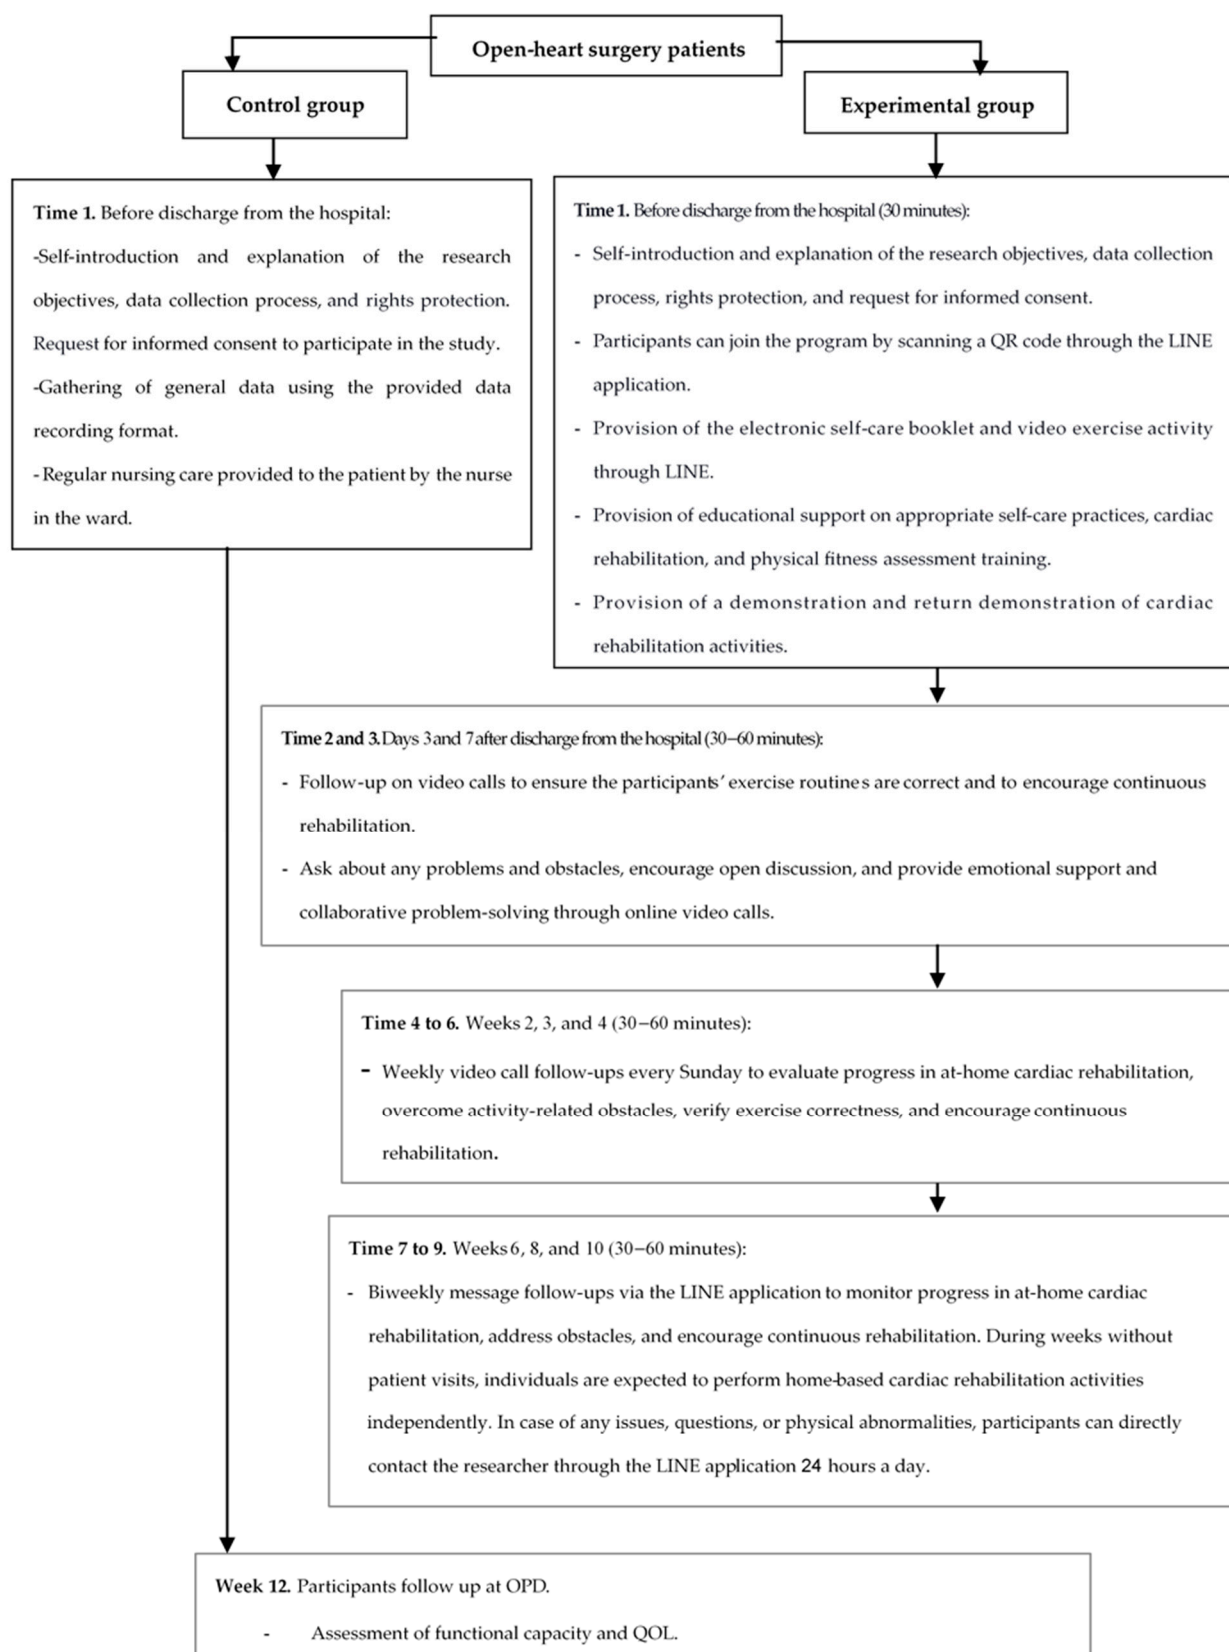 Open-heart surgery patients
Control group
Experimental group
Time 1. Before discharge from the hospital:
-Self-introduction and explanation of the research
objectives, data collection process, and rights protection.
Request for informed consent to participate in the study.
-Gathering of general data using the provided data
recording format.
- Regular nursing care provided to the patient by the nurse
in the ward.
Time 1. Before discharge from the hospital (30 minutes):
- Self-introduction and explanation of the research objectives, data collection
process, rights protection, and request for informed consent.
- Participants can join the program by scanning a QR code through the LINE
application.
- Provision of the electronic self-care booklet and video exercise activity
through LINE.
- Provision of educational support on appropriate self-care practices, cardiac
rehabilitation, and physical fitness assessment training.
- Provision of a demonstration and return demonstration of cardiac
rehabilitation activities.
Time 2 and 3. Days 3 and 7 after discharge from the hospital (30–60 minutes):
- Follow-up on video calls to ensure the participants’ exercise routines are correct and to encourage continuous
rehabilitation.
- Ask about any problems and obstacles, encourage open discussion, and provide emotional support and
collaborative problem-solving through online video calls.
Time 4 to 6. Weeks 2, 3, and 4 (30–60 minutes):
- Weekly video call follow-ups every Sunday to evaluate progress in at-home cardiac rehabilitation,
overcome activity-related obstacles, verify exercise correctness, and encourage continuous
rehabilitation.
Time 7 to 9. Weeks 6, 8, and 10 (30–60 minutes):
- Biweekly message follow-ups via the LINE application to monitor progress in at-home cardiac
rehabilitation, address obstacles, and encourage continuous rehabilitation. During weeks without
patient visits, individuals are expected to perform home-based cardiac rehabilitation activities
independently. In case of any issues, questions, or physical abnormalities, participants can directly
contact the researcher through the LINE application 24 hours a day.
Week 12. Participants follow up at OPD.
- Assessment of functional capacity and QOL.